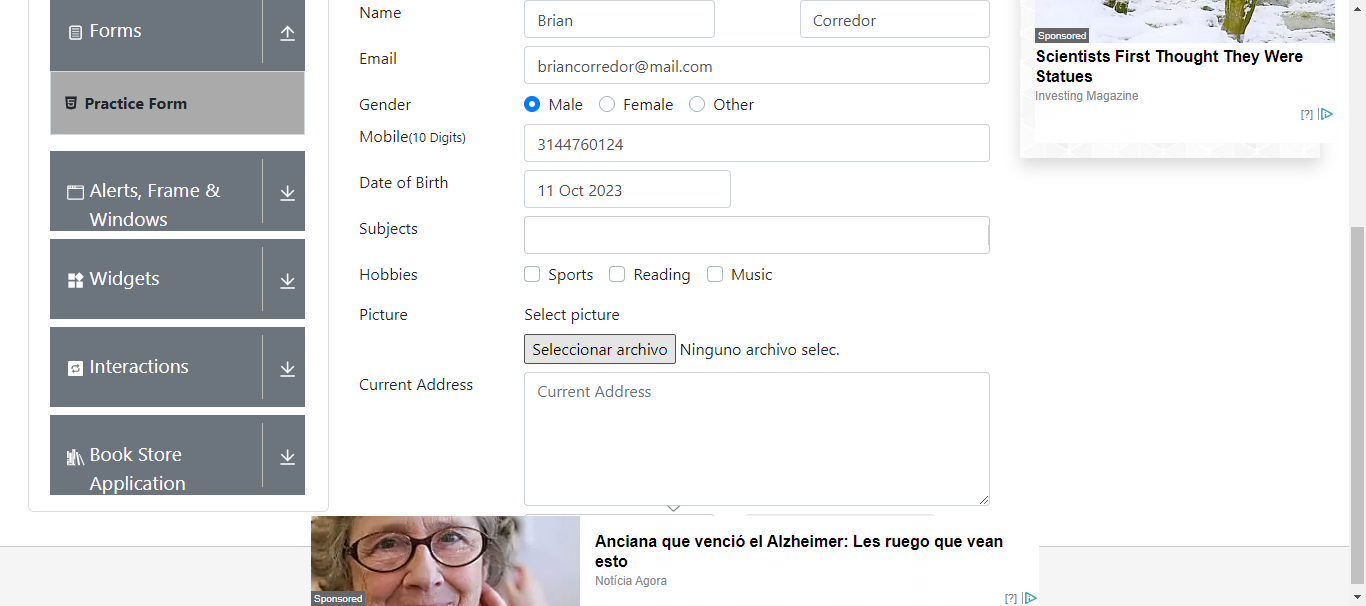 Forms
Practice Form
Alerts, Frame &
Windows
Widgets
Interactions
Book Store
Application
Name
Brian
Corredor
Email
briancorredor@mail.com
Gender
Male
Female
Other
Mobile(10 Digits)
3144760124
Date of Birth
11 Oct 2023
Subjects
Hobbies
Sports
Reading
Music
Picture
Select picture
Seleccionar archivo
Ninguno archivo selec.
Current Address
Current Address
Sponsored
Scientists First Thought They Were
Statues
Investing Magazine
[?]
Sponsored
Anciana que venció el Alzheimer: Les ruego que vean
esto
Notícia Agora
[?]